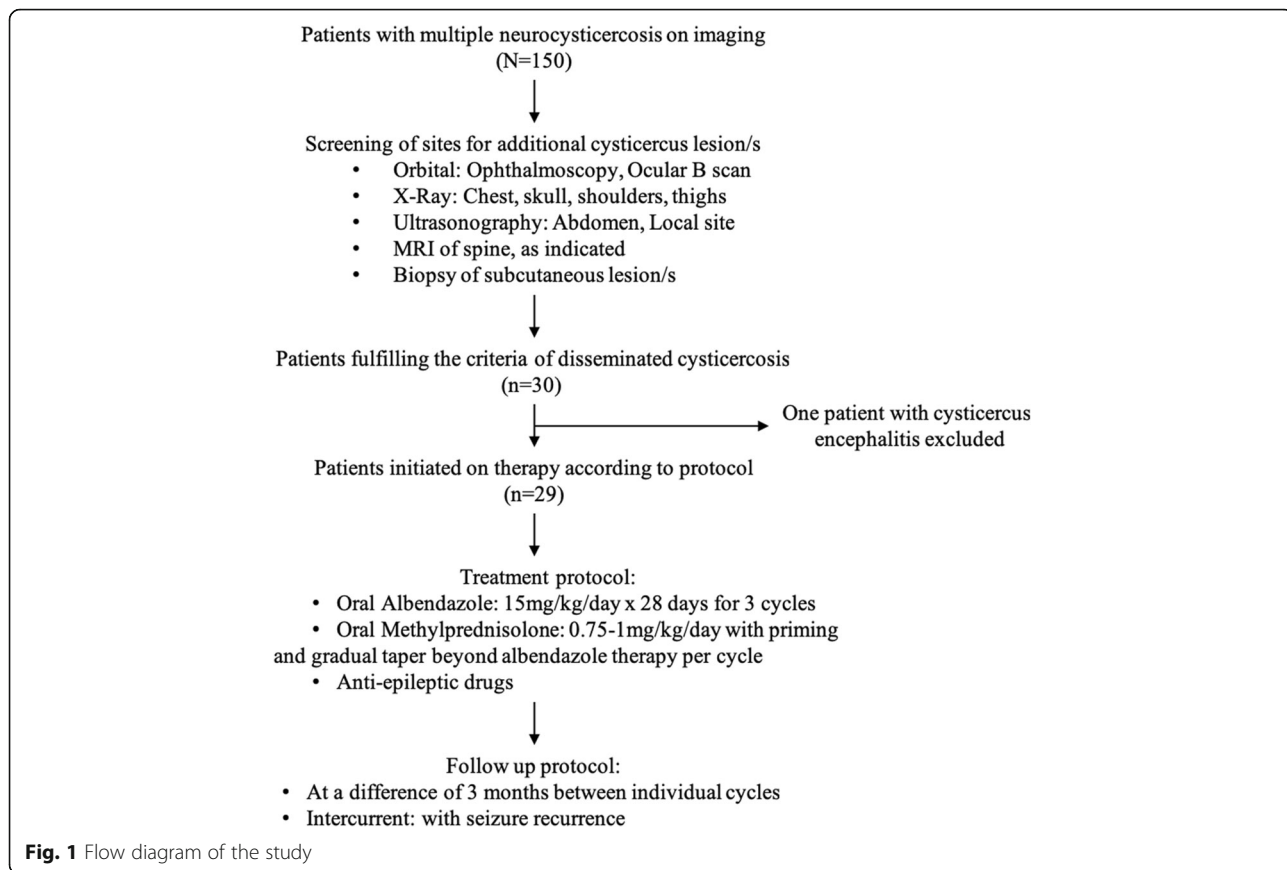 Patients with multiple neurocysticercosis on imaging
(N=150)
Screening of sites for additional cysticercus lesion/s
• Orbital: Ophthalmoscopy, Ocular B scan
• X-Ray: Chest, skull, shoulders, thighs
• Ultrasonography: Abdomen, Local site
• MRI of spine, as indicated
• Biopsy of subcutaneous lesion/s
Patients fulfilling the criteria of disseminated cysticercosis
(n=30)
One patient with cysticercus
encephalitis excluded
Patients initiated on therapy according to protocol
(n=29)
Treatment protocol:
• Oral Albendazole: 15mg/kg/day x 28 days for 3 cycles
• Oral Methylprednisolone: 0.75-1mg/kg/day with priming
and gradual taper beyond albendazole therapy per cycle
• Anti-epileptic drugs
Follow up protocol:
• At a difference of 3 months between individual cycles
• Intercurrent: with seizure recurrence
Fig. 1 Flow diagram of the study